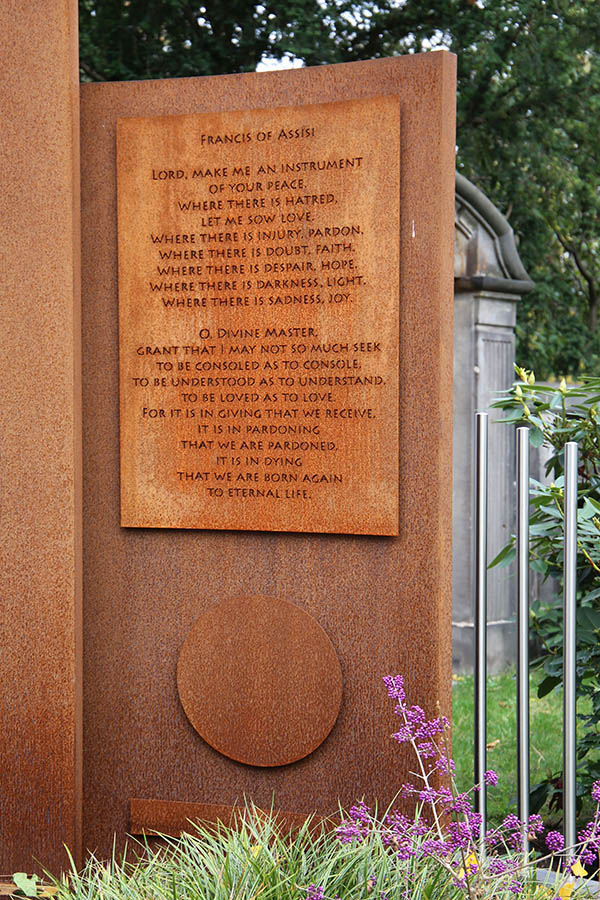 FRANCIS OF ASSISI
LORD, MAKE ME AN INSTRUMENT
OF YOUR PEACE.
WHERE THERE IS HATRED,
LET ME SOW LOVE.
WHERE THERE IS INJURY, PARDON.
WHERE THERE IS DOUBT, FAITH.
WHERE THERE IS DESPAIR, HOPE.
WHERE THERE IS DARKNESS, LIGHT.
WHERE THERE IS SADNESS, JOY.
O, DIVINE MASTER,
GRANT THAT I MAY NOT SO MUCH SEEK
TO BE CONSOLED AS TO CONSOLE,
TO BE UNDERSTOOD AS TO UNDERSTAND.
TO BE LOVED AS TO LOVE.
FOR IT IS IN GIVING THAT WE RECEIVE,
IT IS IN PARDONING
THAT WE ARE PARDONED,
IT IS IN DYING
THAT WE ARE BORN AGAIN
TO ETERNAL LIFE.